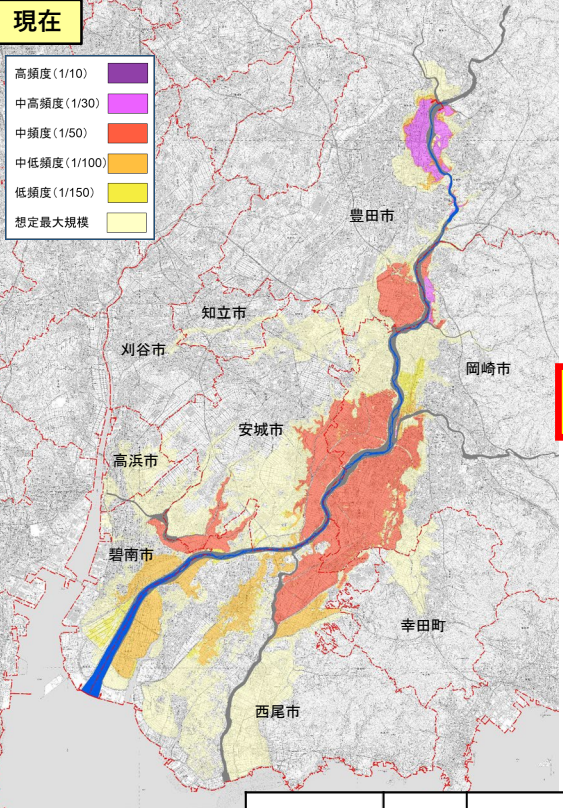 現在
高頻度(1/10)
中高頻度(1/30)
中頻度(1/50)
中低頻度(1/100)
低頻度(1/150)
想定最大規模
豊田市
知立市
刈谷市
岡崎市
安城市
高浜市
碧南市
幸田町
西尾市